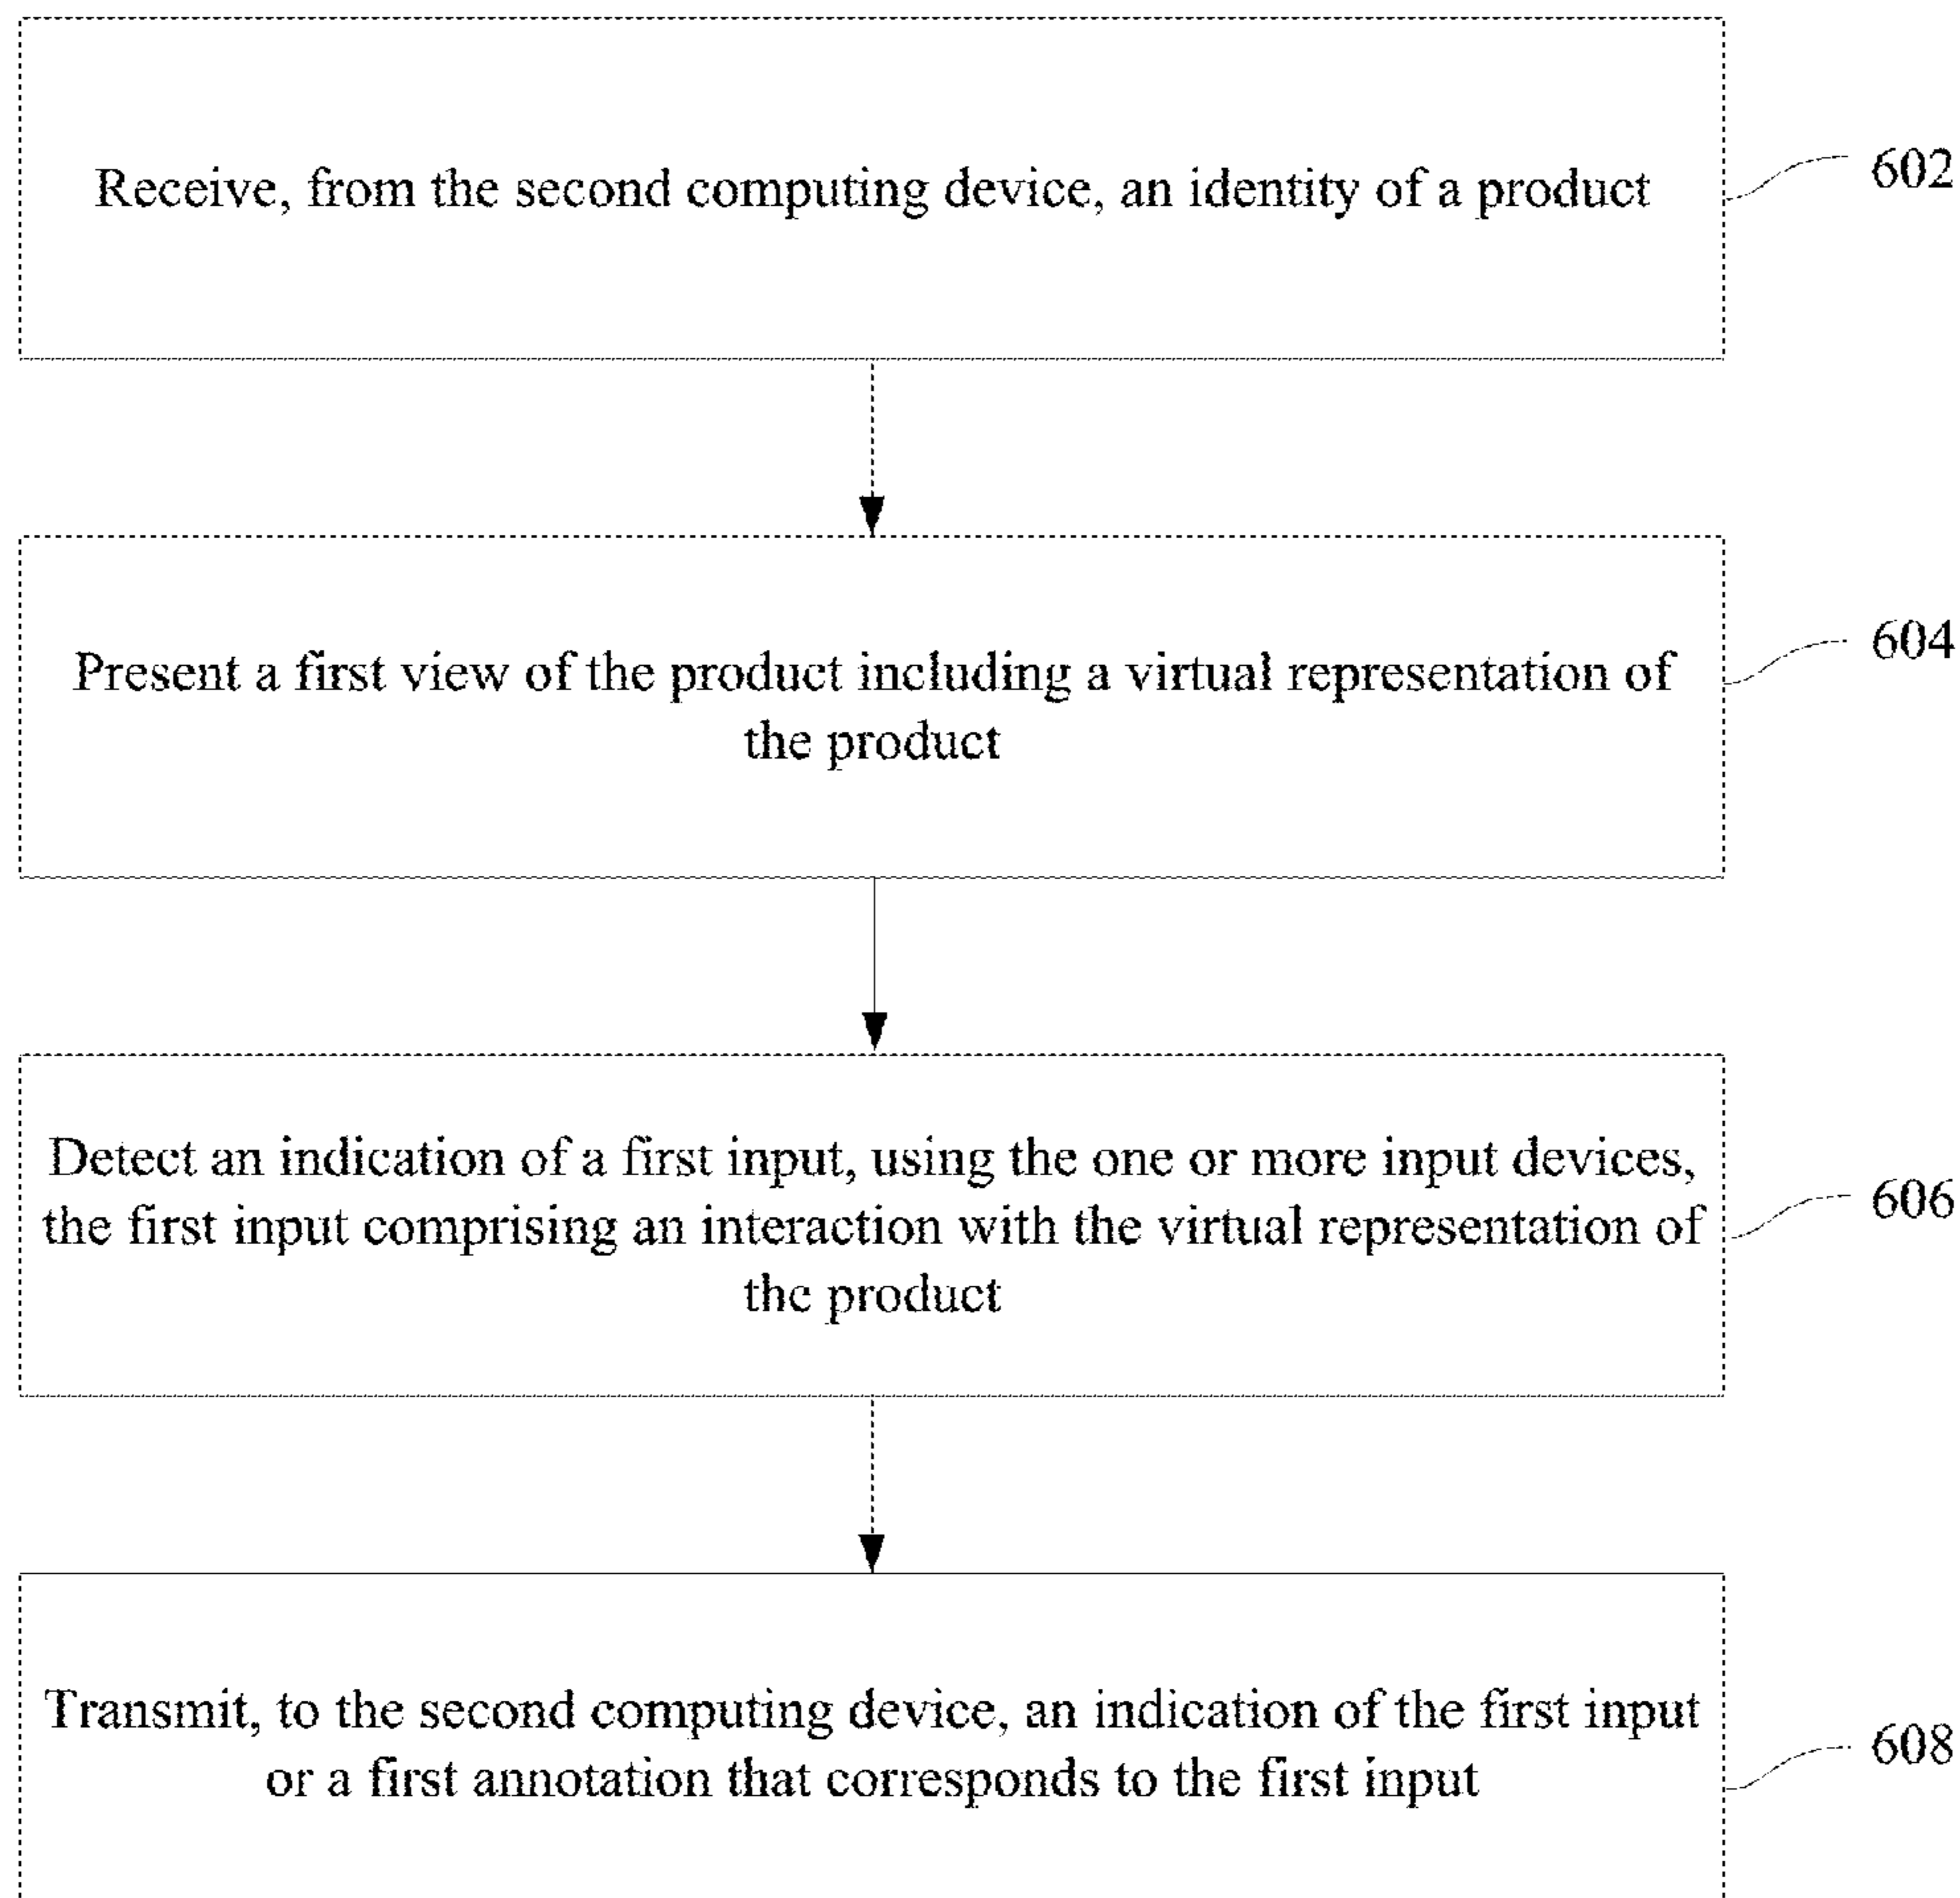 Receive, from the second computing device, an identity of a product
602
Present a first view of the product including a virtual representation of
the product
604
Detect an indication of a first input, using the one or more input devices,
the first input comprising an interaction with the virtual representation of
the product
606
Transmit, to the second computing device, an indication of the first input
or a first annotation that corresponds to the first input
608